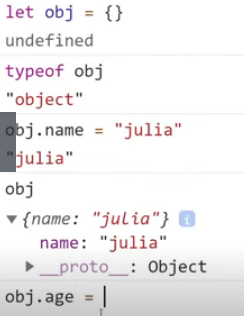 let obj = {}
undefined
typeof obj
"object"
obj.name = "julia"
"julia"
obj
▼{name: "julia"} i
name: "julia"
▶ __proto__: Object
obj.age =